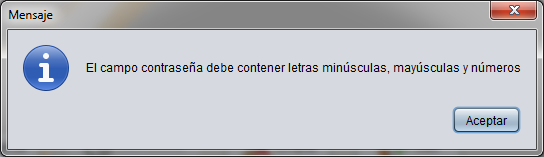 Mensaje
El campo contraseña debe contener letras minúsculas, mayúsculas y números
Aceptar